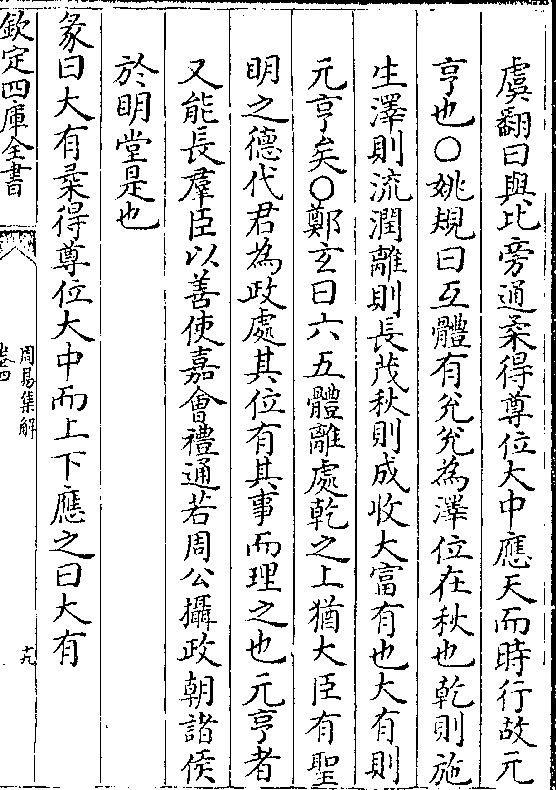 虞翻曰與比旁通柔得尊位大中應天而時行故元
亨也○姚規曰互體有兊兊為澤位在秋也乾則施
生澤則流潤離則長茂秋則成收大富有也大有則
元亨矣○鄭玄曰六五體離處乾之上猶大臣有聖
明之德代君為政處其位有其事而理之也元亨者
又能長羣臣以善使嘉會禮通若周公攝政朝諸侯
於明堂是也
彖曰大有柔得尊位大中而上下應之曰大有
欽定四庫全書
周易集解
卷四
十九